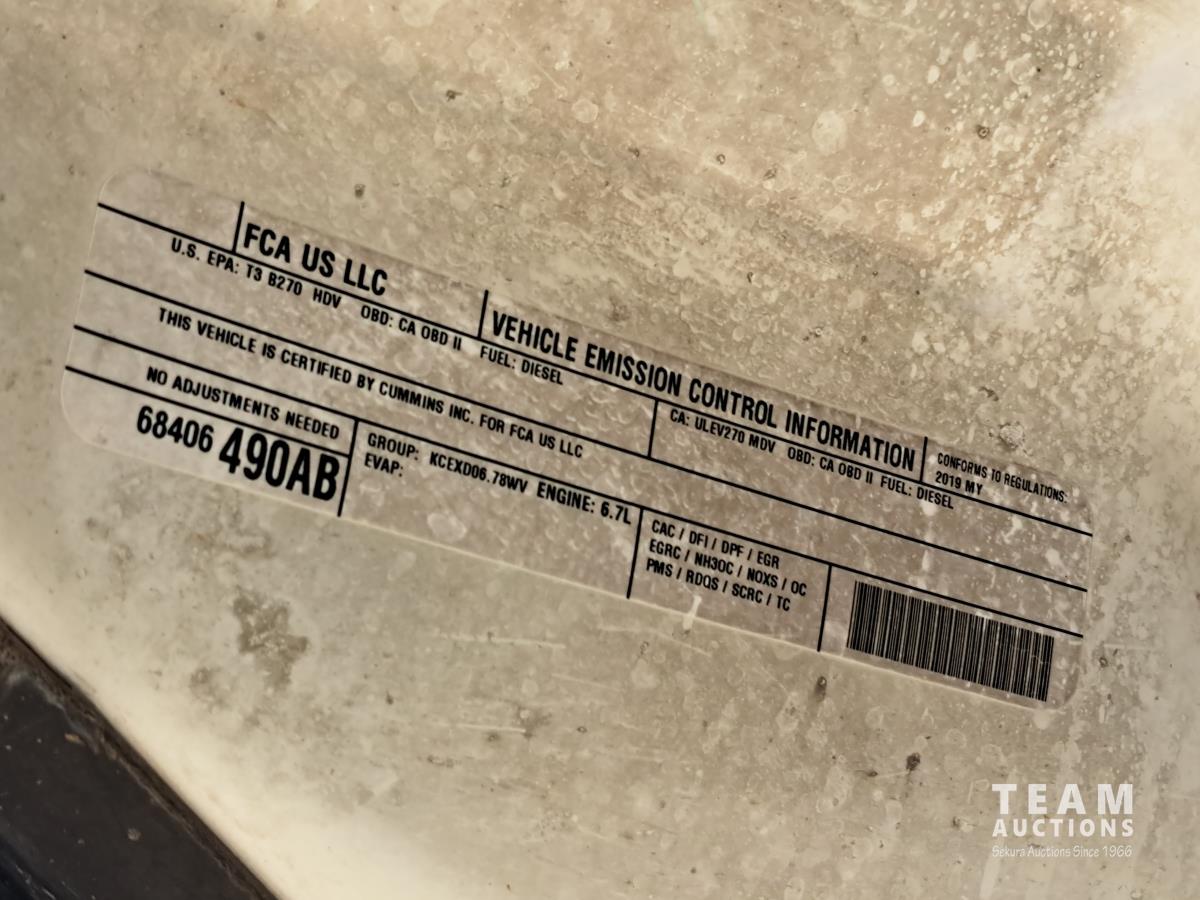 FCA US LLC
VEHICLE EMISSION CONTROL INFORMATION
CONFORMS TO REGULATIONS:
2019 MY
U.S. EPA: T3 B270 HDV OBD: CA OBD II FUEL: DIESEL
CA: ULEV270 MDV OBD: CA OBD II FUEL: DIESEL
THIS VEHICLE IS CERTIFIED BY CUMMINS INC. FOR FCA US LLC
NO ADJUSTMENTS NEEDED
68406 490AB
GROUP: KCEXD06.78WV ENGINE: 6.7L
EVAP:
CAC / DFI / DPF / EGR
EGRC / NH3OC / NOXS / OC
PMS / RDQS / SCRC / TC
TEAM
AUCTIONS
Sekura Auctions Since 1966